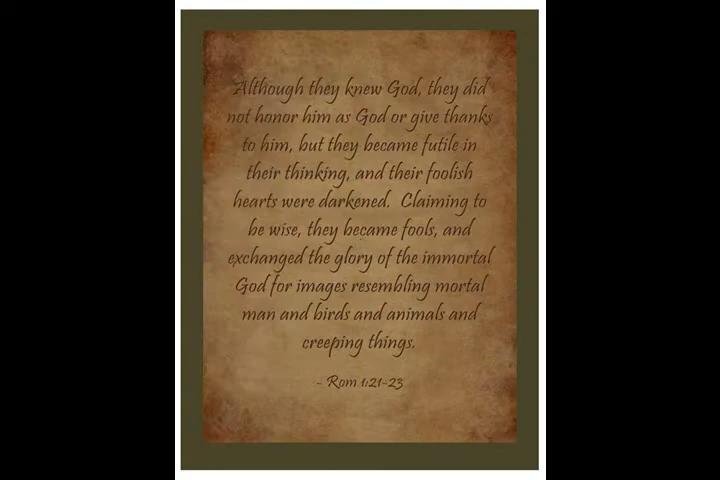 Although they knew God, they did
not honor him as God or give thanks
to him, but they became futile in
their thinking, and their foolish
hearts were darkened.  Claiming to
be wise, they became fools, and
exchanged the glory of the immortal
God for images resembling mortal
man and birds and animals and
creeping things.
- Rom 1:21-23